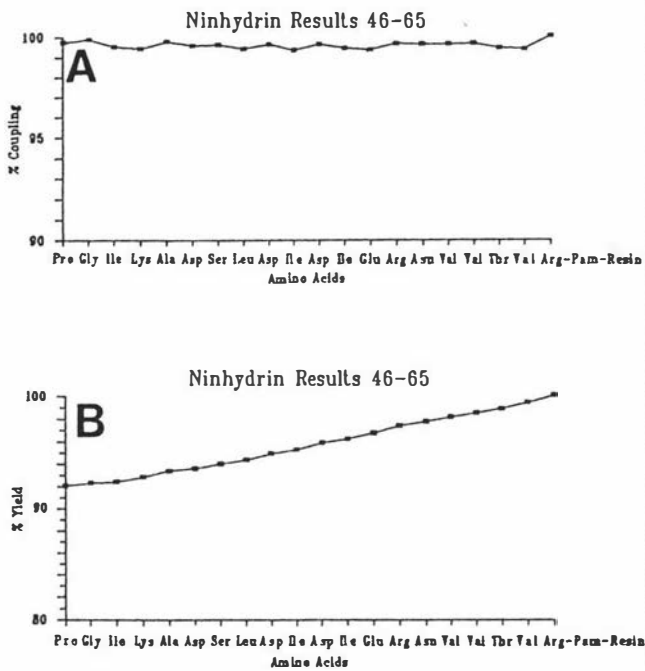 Ninhydrin Results 46-65
A
% Coupling
100
95
90
Pro Gly Ile Lys Ala Asp Ser Leu Asp Ile Asp Ile Glu Arg Asn Val Val Thr Val Arg-Pam-Resin
Amino Acids
Ninhydrin Results 46-65
B
% Yield
100
90
80
Pro Gly Ile Lys Ala Asp Ser Leu Asp Ile Asp Ile Glu Arg Asn Val Val Thr Val Arg-Pam-Resin
Amino Acids